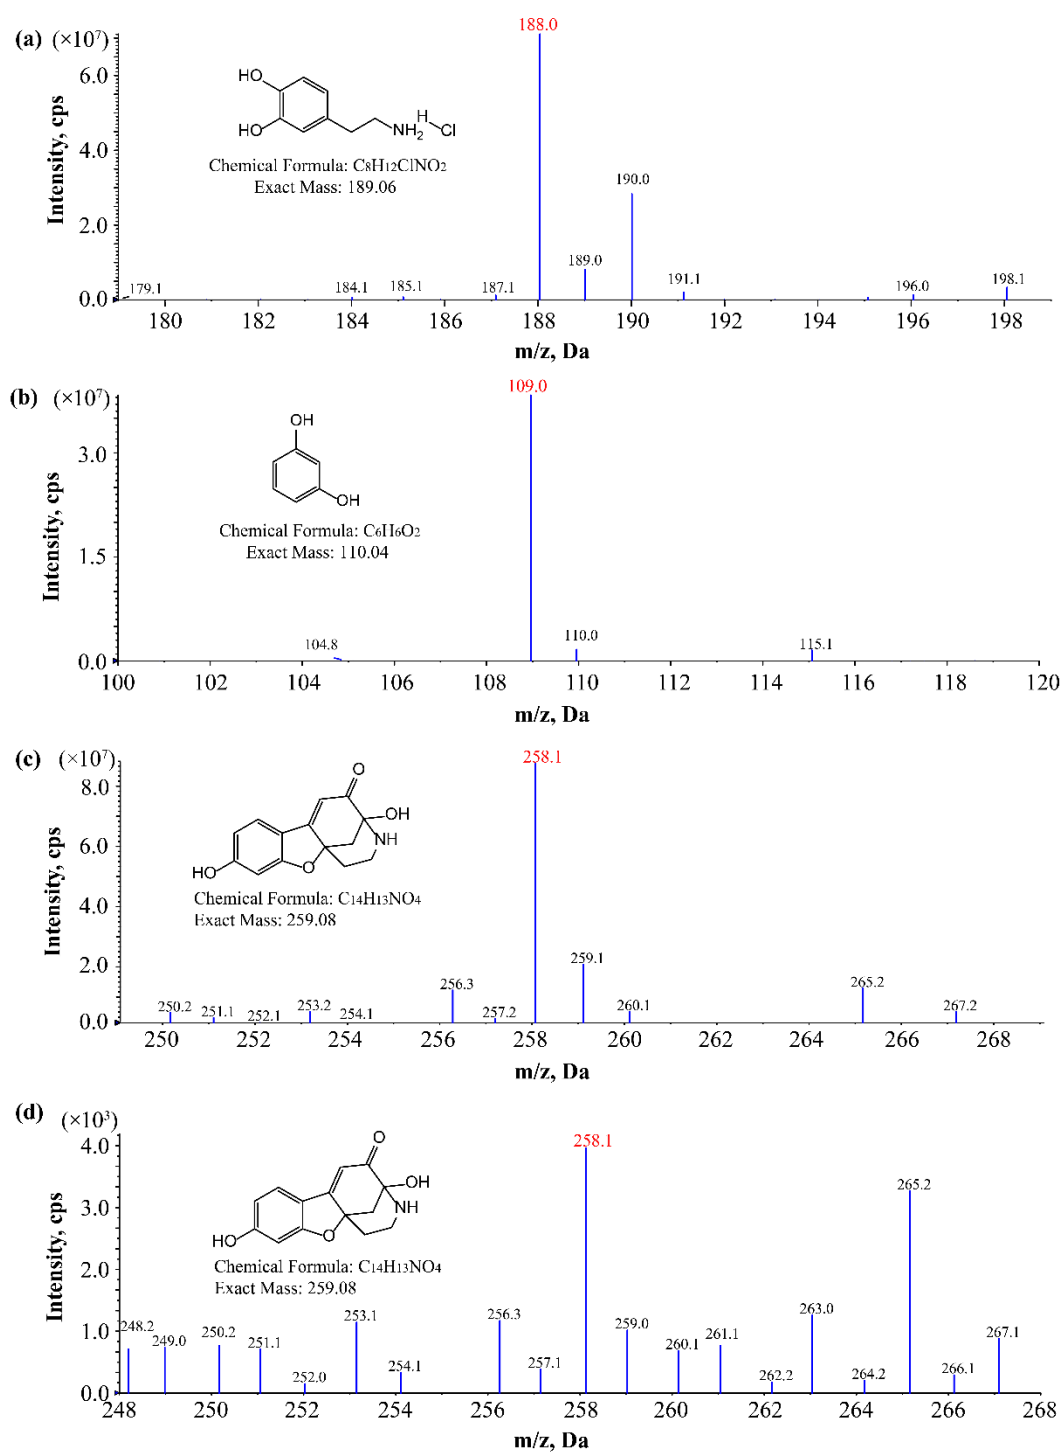 (a) (×10⁷)
188.0
6.0
4.0
2.0
0.0
Intensity, cps
HO
HO
NH₂
H
Cl
Chemical Formula: C₈H₁₂ClNO₂
Exact Mass: 189.06
179.1
184.1
185.1
187.1
189.0
190.0
191.1
196.0
198.1
180 182 184 186 188 190 192 194 196 198
m/z, Da
(b) (×10⁷)
109.0
3.0
1.5
0.0
Intensity, cps
OH
OH
Chemical Formula: C₆H₆O₂
Exact Mass: 110.04
104.8
110.0
115.1
100 102 104 106 108 110 112 114 116 118 120
m/z, Da
(c) (×10⁷)
258.1
8.0
6.0
4.0
2.0
0.0
Intensity, cps
O
OH
NH
HO
O
Chemical Formula: C₁₄H₁₃NO₄
Exact Mass: 259.08
250.2
251.1
252.1
253.2
254.1
256.3
257.2
259.1
260.1
265.2
267.2
250 252 254 256 258 260 262 264 266 268
m/z, Da
(d) (×10³)
258.1
4.0
3.0
2.0
1.0
0.0
Intensity, cps
O
OH
NH
HO
O
Chemical Formula: C₁₄H₁₃NO₄
Exact Mass: 259.08
248.2
249.0
250.2
251.1
252.0
253.1
254.1
256.3
257.1
259.0
260.1
261.1
262.2
263.0
264.2
265.2
266.1
267.1
248 250 252 254 256 258 260 262 264 266 268
m/z, Da